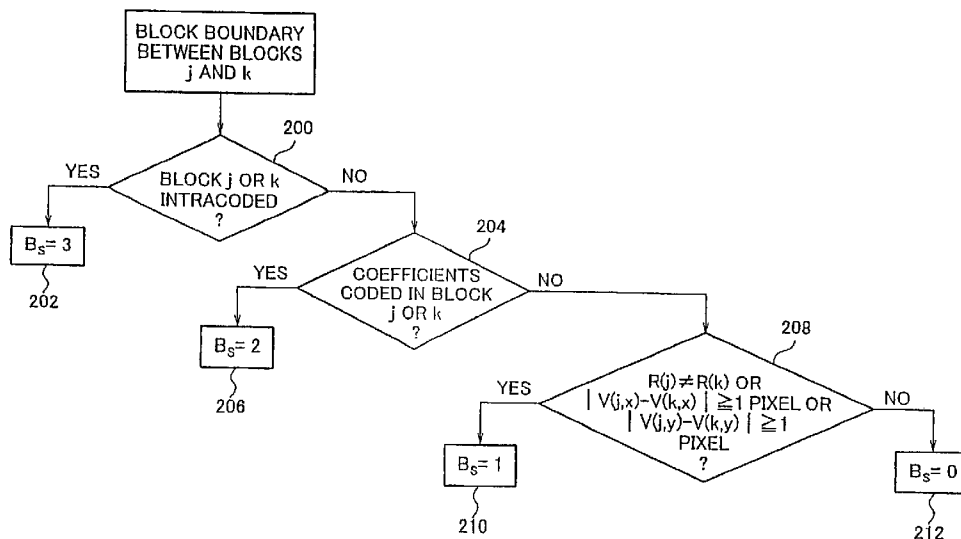 BLOCK BOUNDARY
BETWEEN BLOCKS
j AND k
200
YES
NO
BLOCK j OR k
INTRACODED
?
BS= 3
202
204
YES
NO
COEFFICIENTS
CODED IN BLOCK
j OR k
?
BS= 2
206
208
YES
NO
R(j)≠R(k) OR
| V(j,x)-V(k,x) | ≧1 PIXEL OR
| V(j,y)-V(k,y) | ≧1
PIXEL
?
BS= 1
210
BS= 0
212